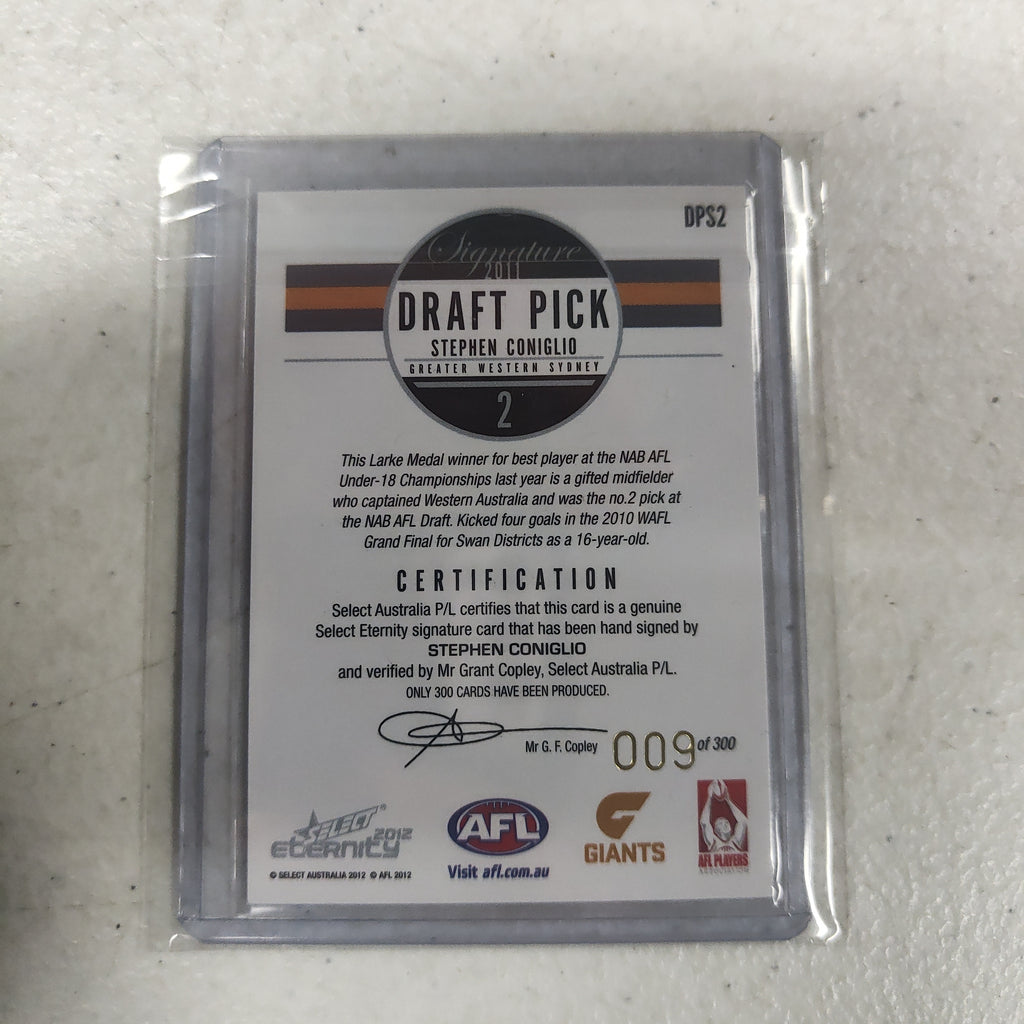 DPS2
Signature
2011
DRAFT PICK
STEPHEN CONIGLIO
GREATER WESTERN SYDNEY
2
This Larke Medal winner for best player at the NAB AFL
Under-18 Championships last year is a gifted midfielder
who captained Western Australia and was the no.2 pick at
the NAB AFL Draft. Kicked four goals in the 2010 WAFL
Grand Final for Swan Districts as a 16-year-old.
CERTIFICATION
Select Australia P/L certifies that this card is a genuine
Select Eternity signature card that has been hand signed by
STEPHEN CONIGLIO
and verified by Mr Grant Copley, Select Australia P/L.
ONLY 300 CARDS HAVE BEEN PRODUCED.
Mr G. F. Copley 009 of 300
SELECT
ETERNITY 2012
© SELECT AUSTRALIA 2012 © AFL 2012
AFL
Visit afl.com.au
GIANTS
AFL PLAYERS
ASSOCIATION